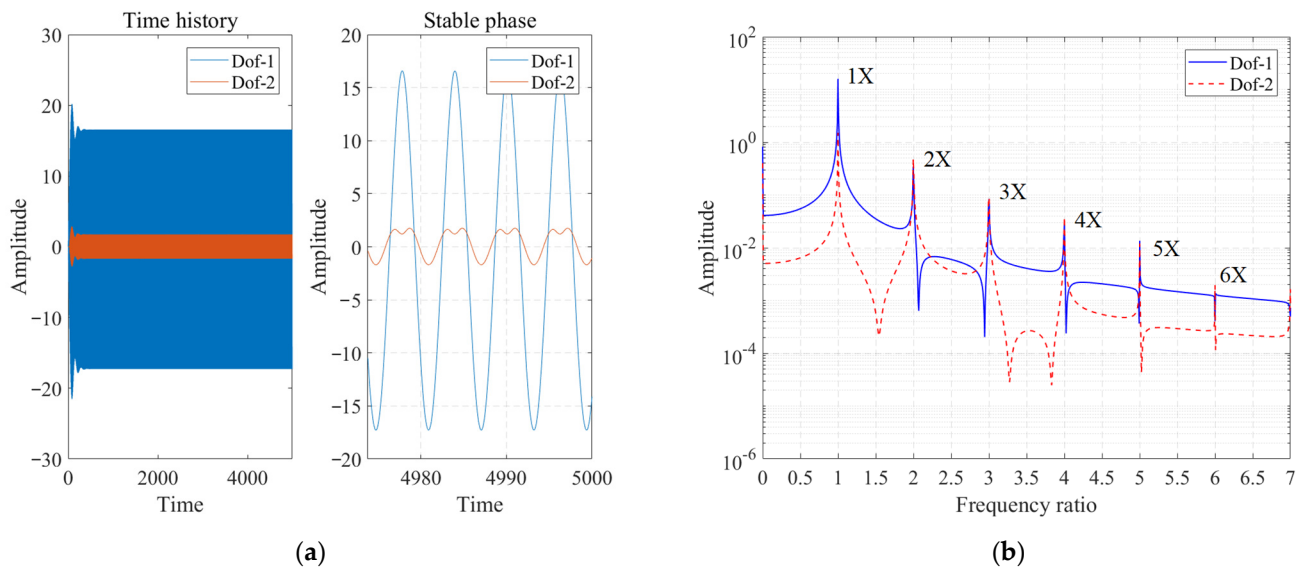 Time history
Stable phase
30
20
10
0
−10
−20
−30
Amplitude
Dof-1
Dof-2
0
2000
4000
Time
20
15
10
5
0
−5
−10
−15
−20
Amplitude
Dof-1
Dof-2
4980
4990
5000
Time
(a)
10²
10⁰
10⁻²
10⁻⁴
10⁻⁶
Amplitude
1X
2X
3X
4X
5X
6X
Dof-1
Dof-2
0
0.5
1
1.5
2
2.5
3
3.5
4
4.5
5
5.5
6
6.5
7
Frequency ratio
(b)